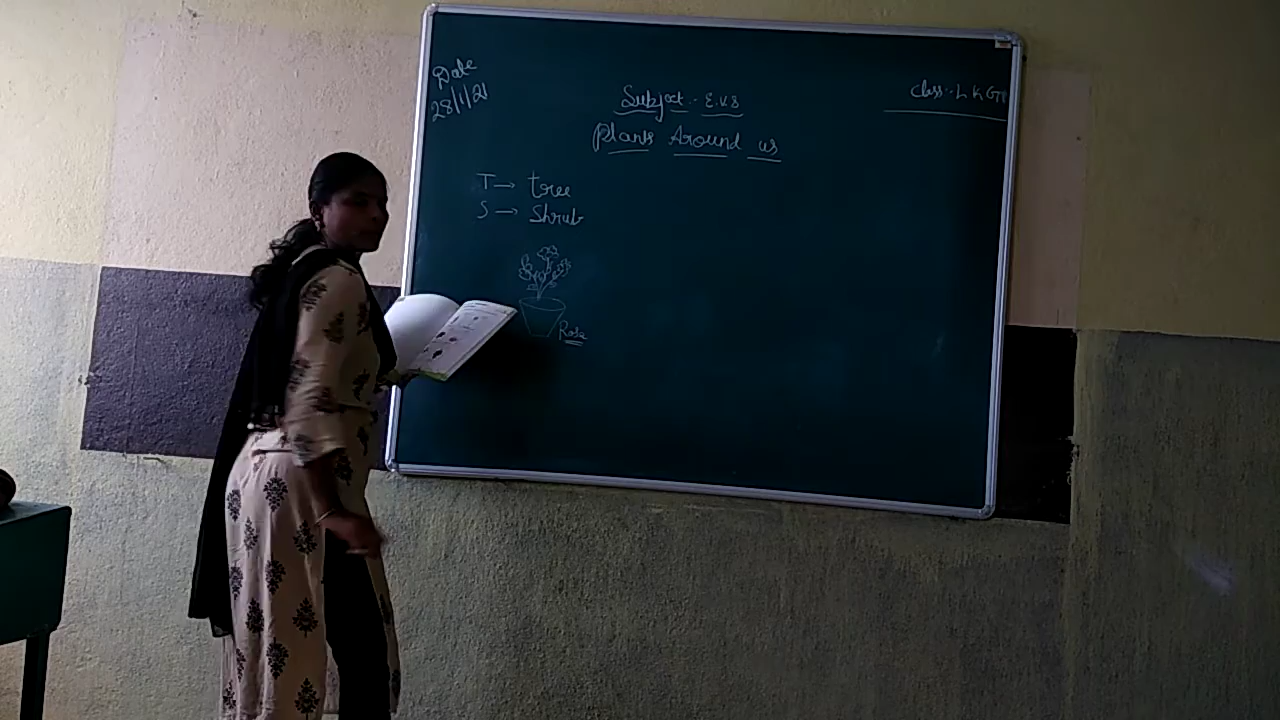 Date
28/1/21
Subject :- E.V.S
Class :- L K G
Plants Around us
T → tree
S → Shrub
Rose